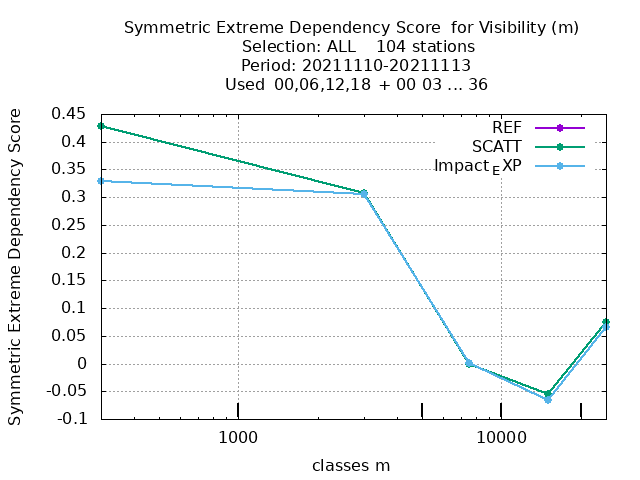 Symmetric Extreme Dependency Score  for Visibility (m)
Selection: ALL    104 stations
Period: 20211110-20211113
Used  00,06,12,18  + 00 03 ... 36
Symmetric Extreme Dependency Score
0.45
0.4
0.35
0.3
0.25
0.2
0.15
0.1
0.05
0
-0.05
-0.1
REF
SCATT
Impact_EXP
1000
10000
classes m